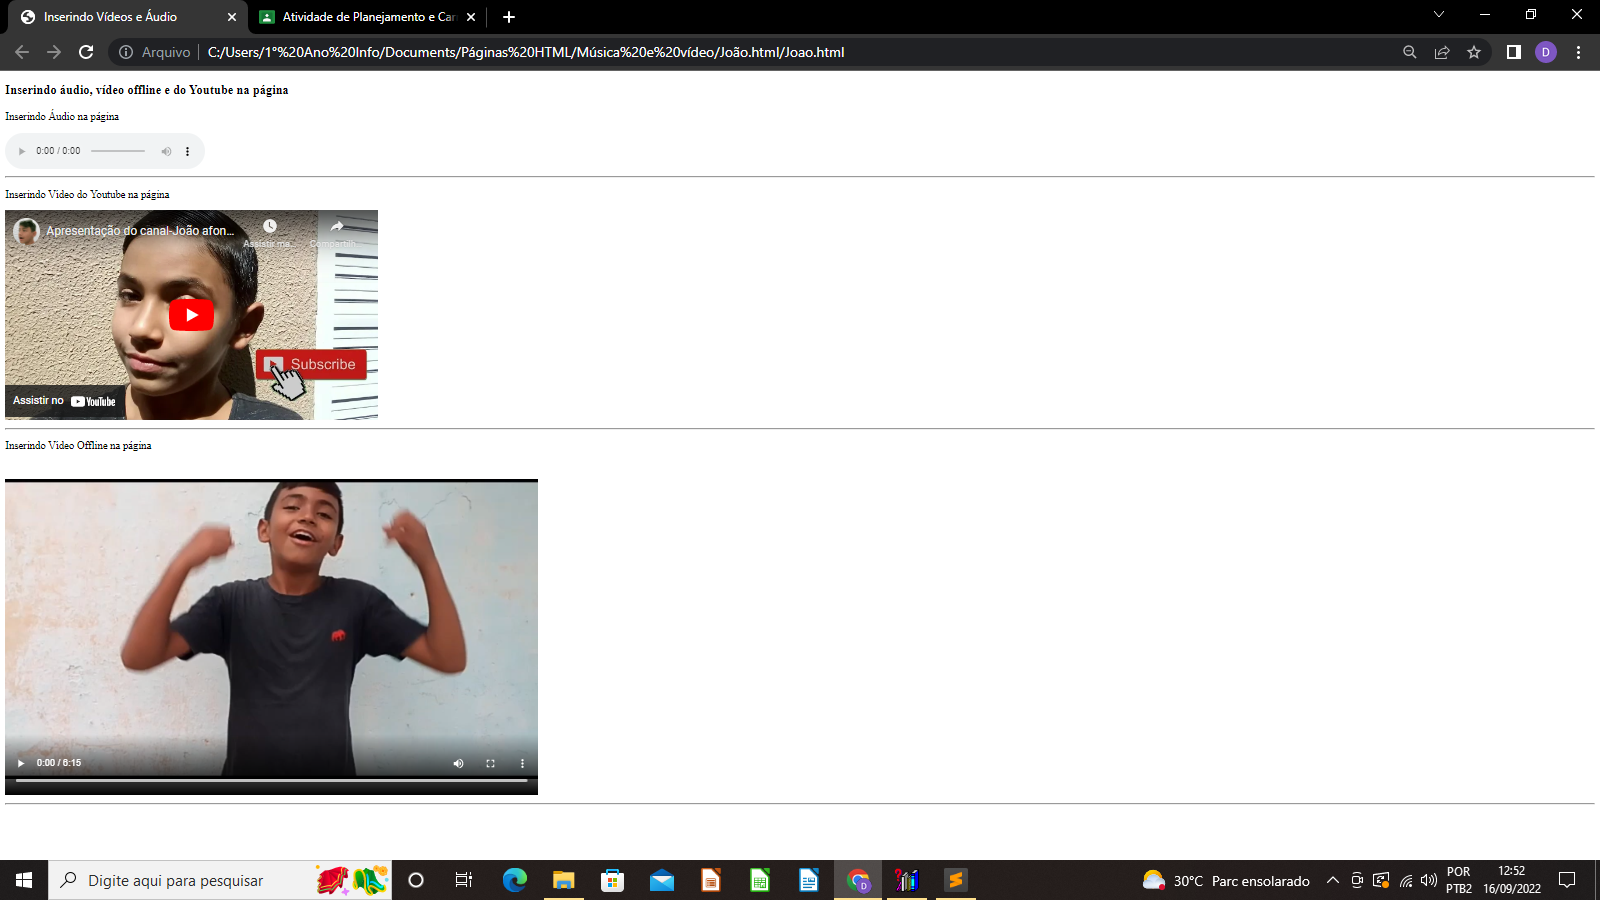 Inserindo Vídeos e Áudio
Atividade de Planejamento e Car
Arquivo
C:/Users/1°%20Ano%20Info/Documents/Páginas%20HTML/Música%20e%20vídeo/João.html/Joao.html
D
Inserindo áudio, vídeo offline e do Youtube na página
Inserindo Áudio na página
0:00 / 0:00
Inserindo Video do Youtube na página
Apresentação do canal-João afon...
Assistir ma...
Compartilh...
Subscribe
Assistir no YouTube
Inserindo Video Offline na página
0:00 / 6:15
Digite aqui para pesquisar
D
30°C Parc ensolarado
POR
PTB2
12:52
16/09/2022